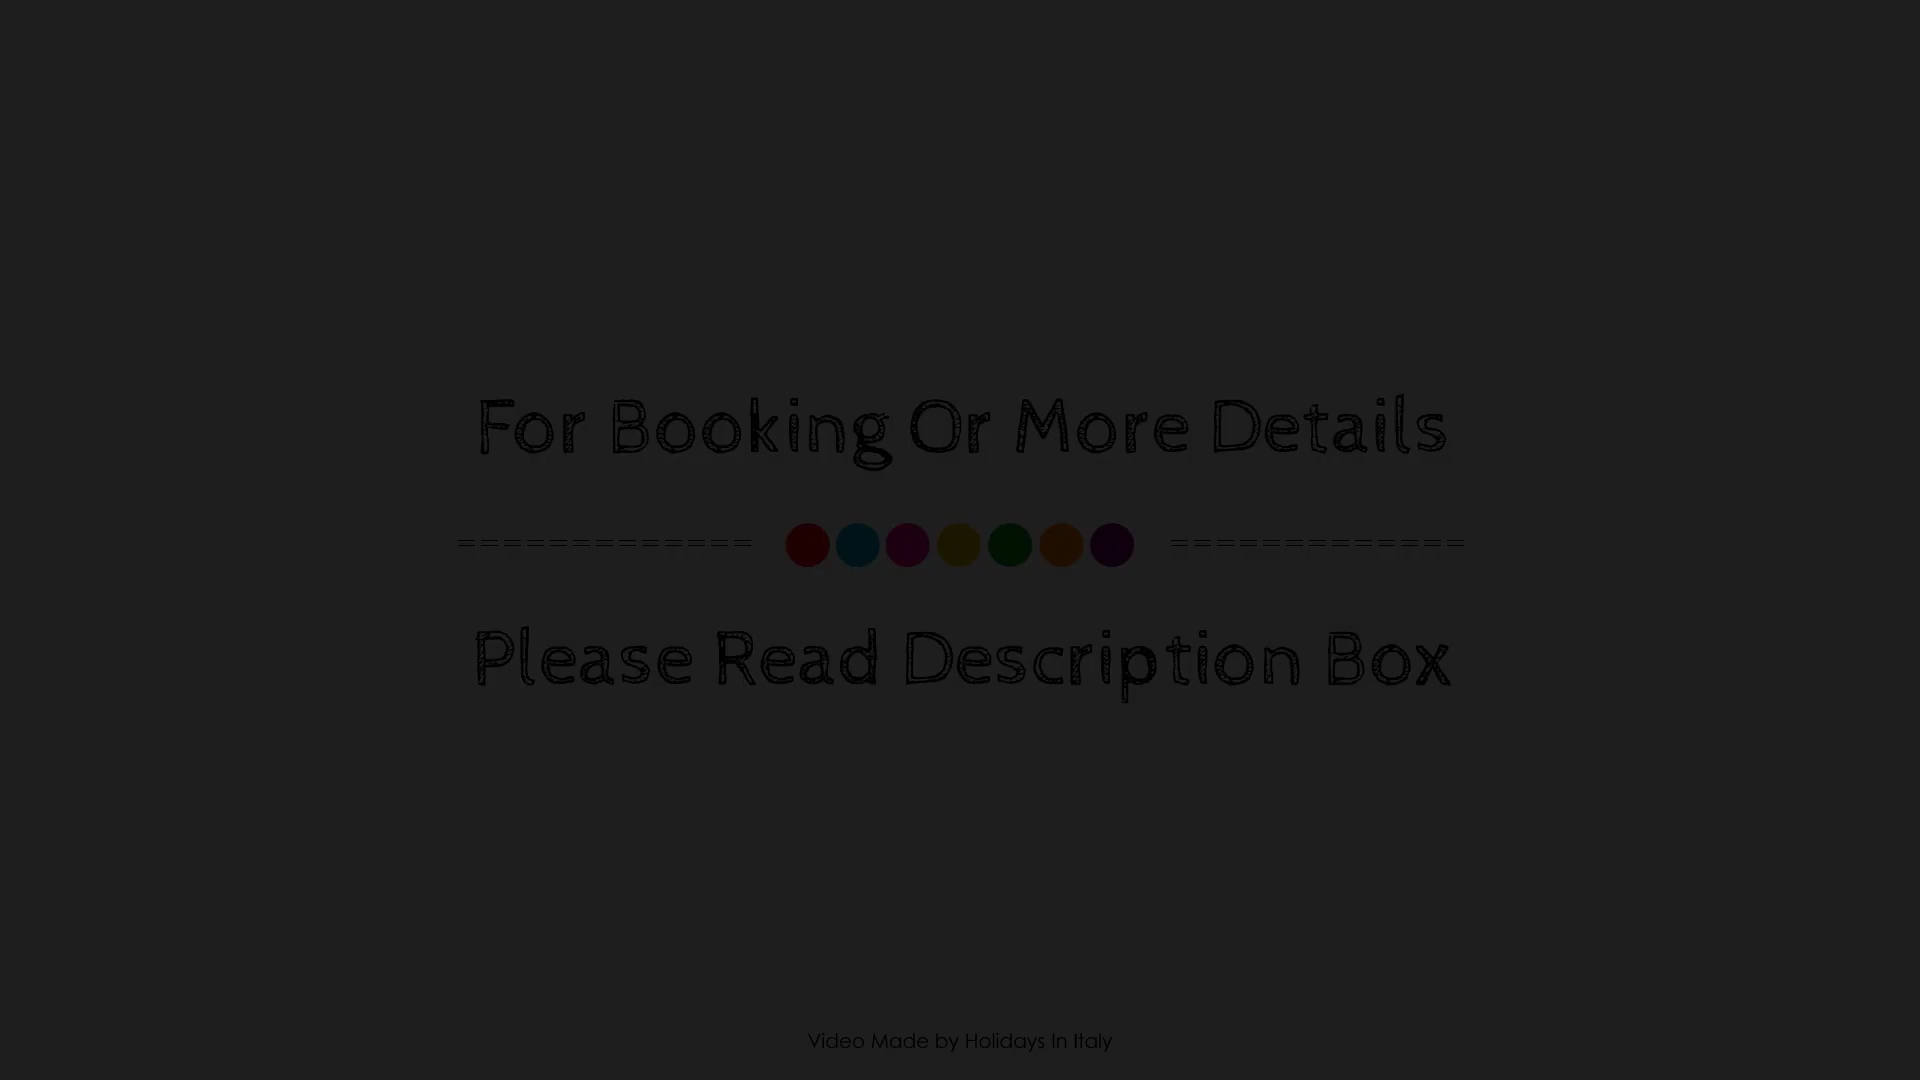 For Booking Or More Details
============= =============
Please Read Description Box
Video Made by Holidays In Italy